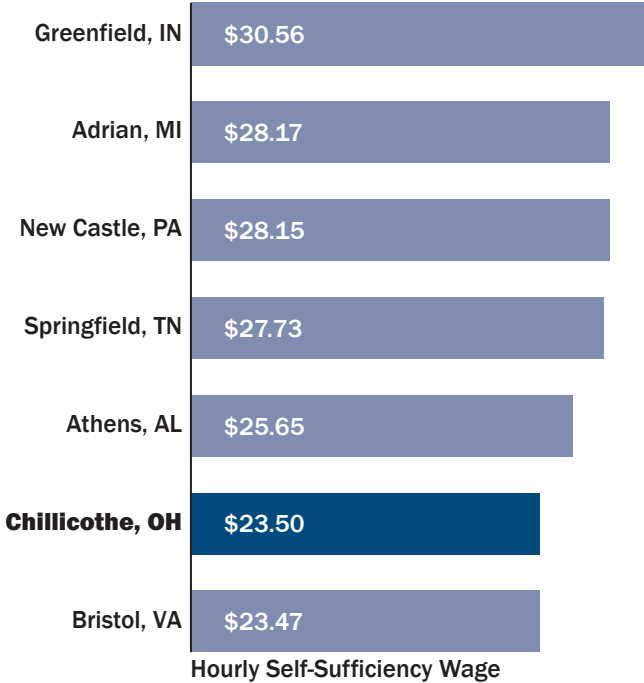 Greenfield, IN $30.56
Adrian, MI $28.17
New Castle, PA $28.15
Springfield, TN $27.73
Athens, AL $25.65
Chillicothe, OH $23.50
Bristol, VA $23.47
Hourly Self-Sufficiency Wage